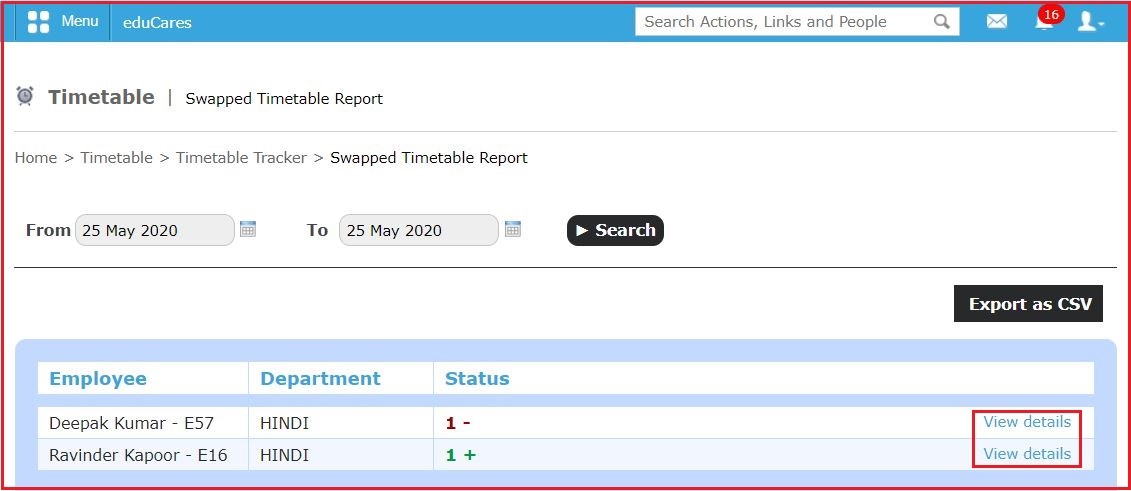 Menu eduCares Search Actions, Links and People 16
Timetable | Swapped Timetable Report
Home > Timetable > Timetable Tracker > Swapped Timetable Report
From 25 May 2020 To 25 May 2020 Search
Export as CSV
Employee Department Status
Deepak Kumar - E57 HINDI 1 - View details
Ravinder Kapoor - E16 HINDI 1 + View details